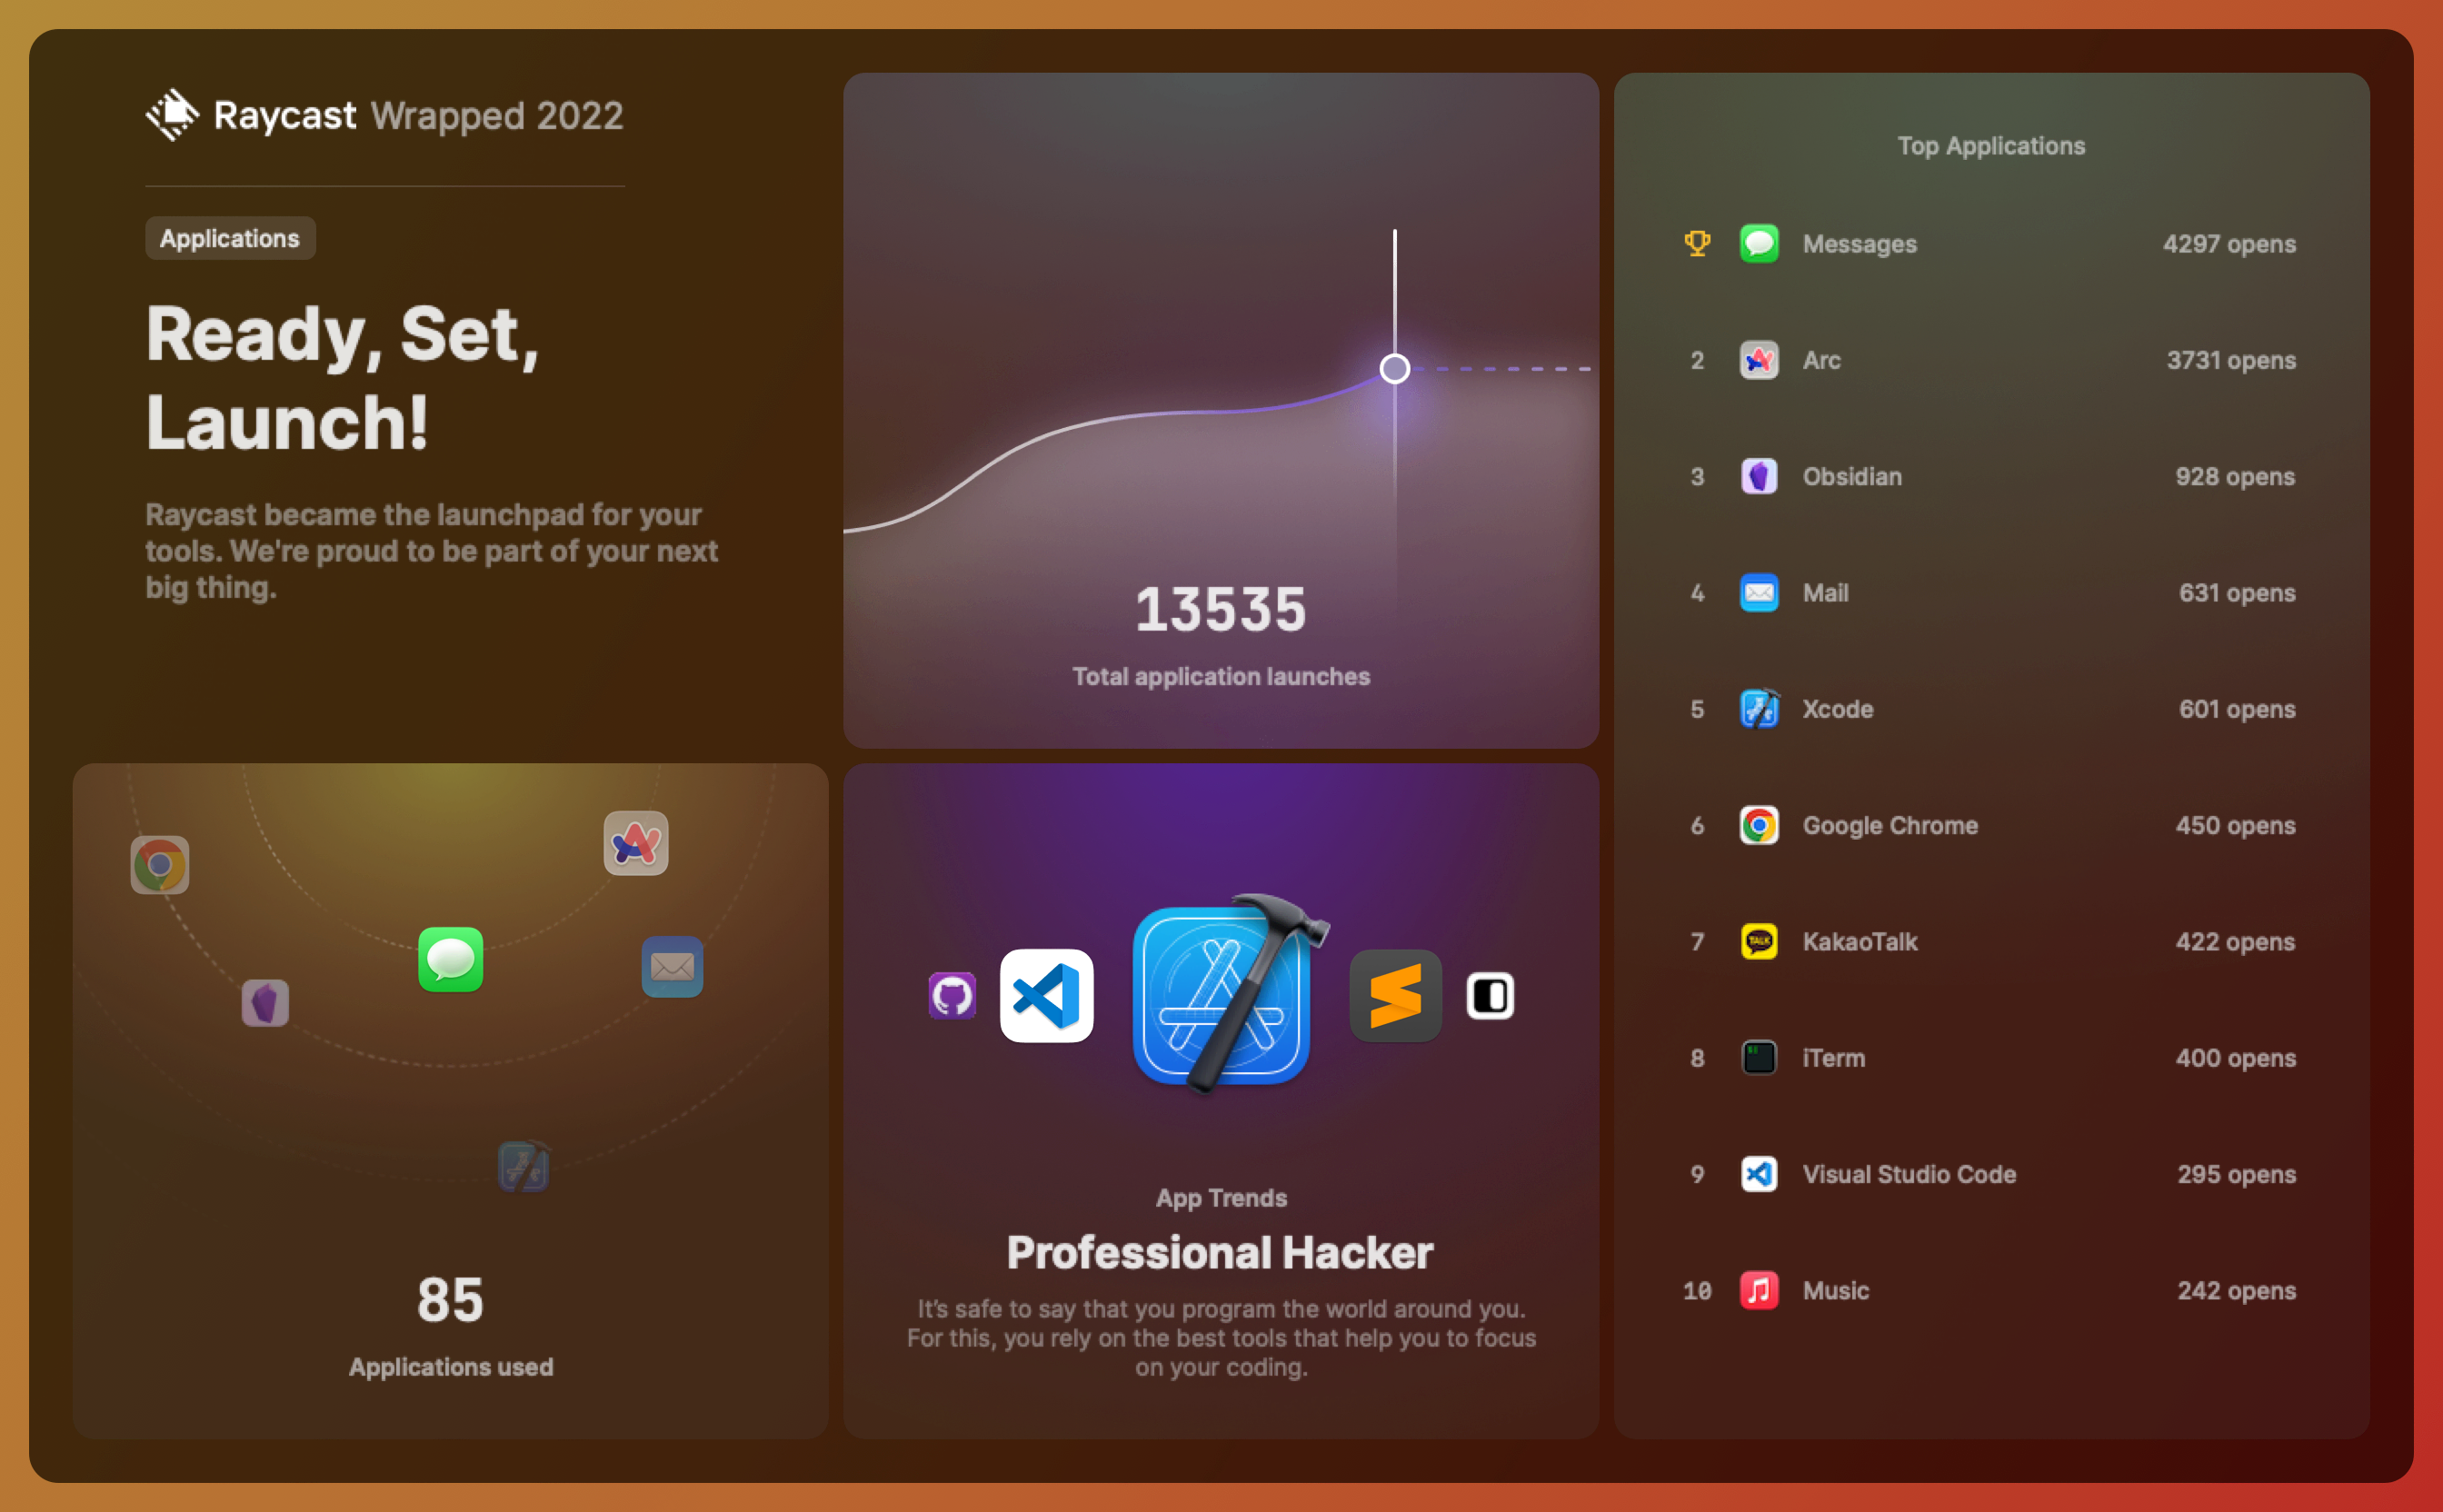 Raycast Wrapped 2022
Applications
Ready, Set,
Launch!
Raycast became the launchpad for your
tools. We're proud to be part of your next
big thing.
13535
Total application launches
85
Applications used
App Trends
Professional Hacker
It's safe to say that you program the world around you.
For this, you rely on the best tools that help you to focus
on your coding.
Top Applications
Messages 4297 opens
2 Arc 3731 opens
3 Obsidian 928 opens
4 Mail 631 opens
5 Xcode 601 opens
6 Google Chrome 450 opens
7 TALK KakaoTalk 422 opens
8 iTerm 400 opens
9 Visual Studio Code 295 opens
10 Music 242 opens